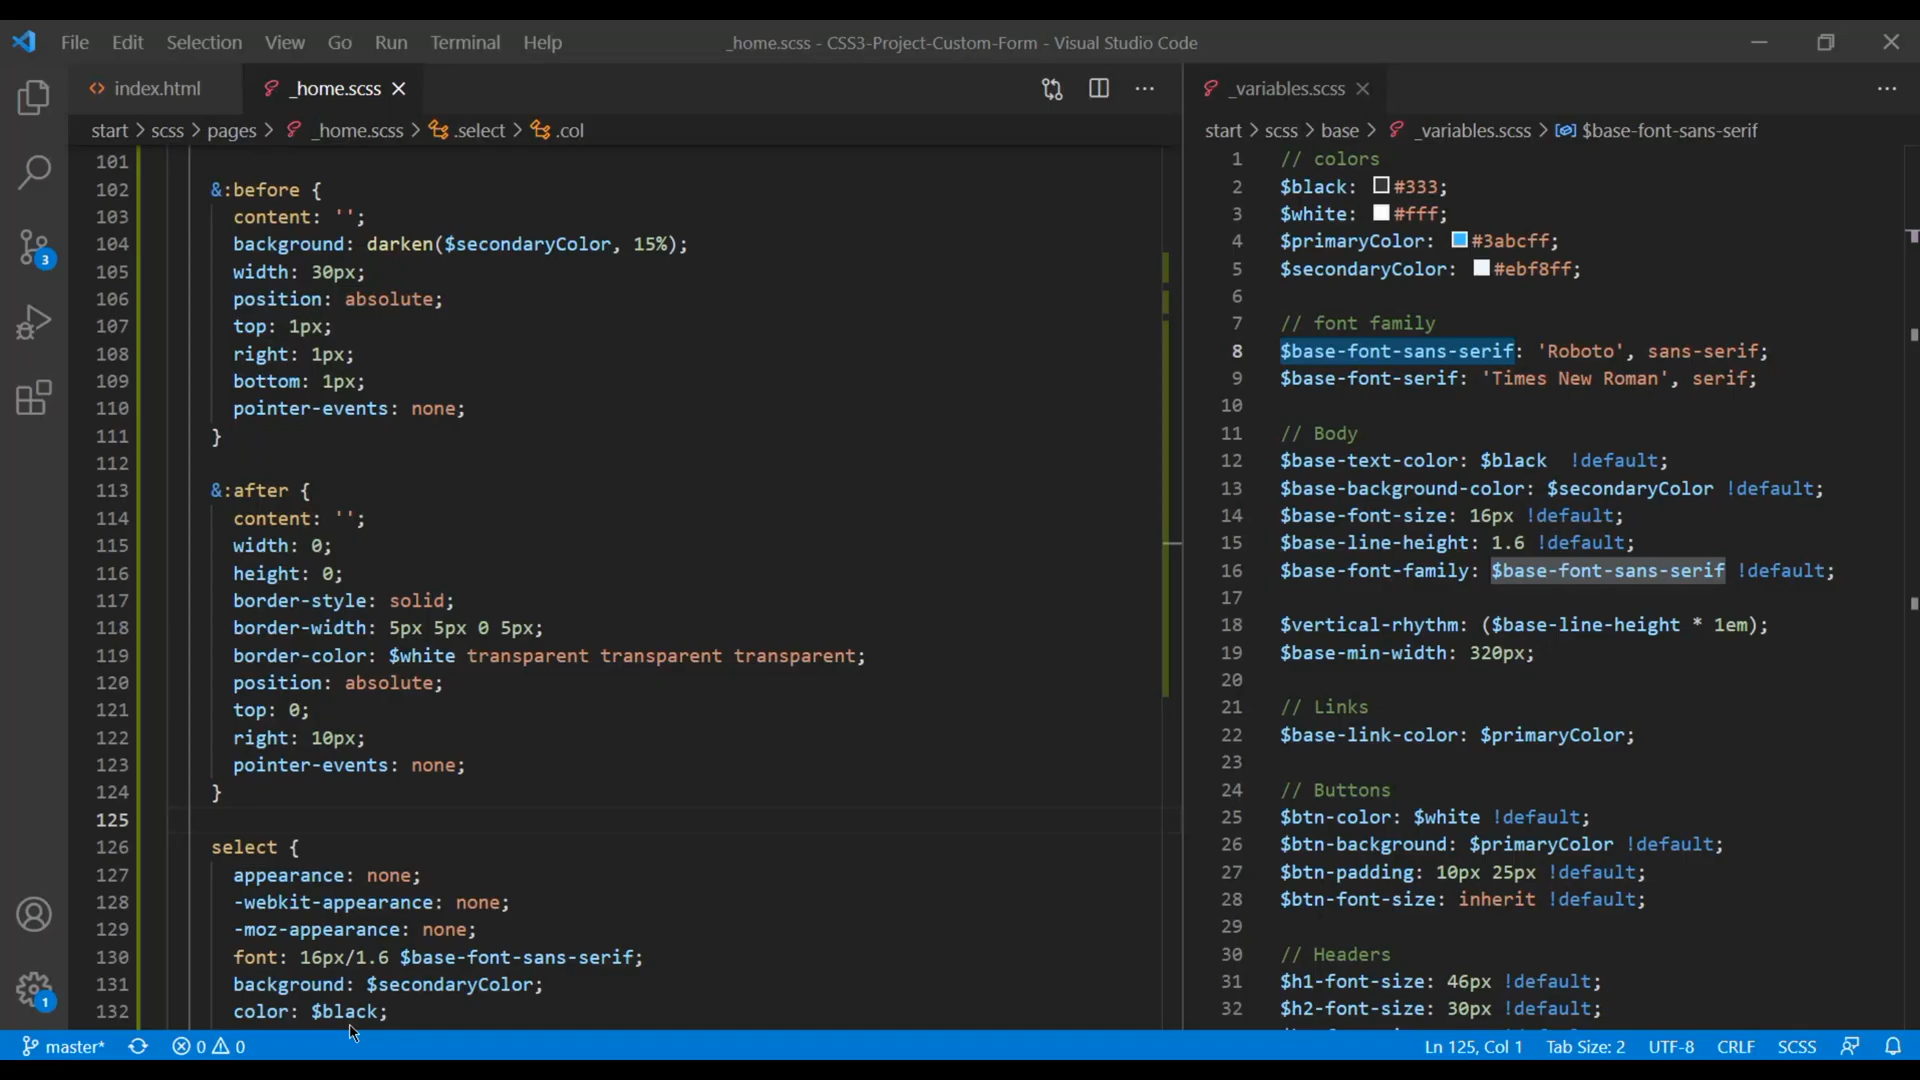 File Edit Selection View Go Run Terminal Help
_home.scss - CSS3-Project-Custom-Form - Visual Studio Code
index.html
_home.scss
start > scss > pages > _home.scss > .select > .col
101
102 &:before {
103 content: '';
104 background: darken($secondaryColor, 15%);
105 width: 30px;
106 position: absolute;
107 top: 1px;
108 right: 1px;
109 bottom: 1px;
110 pointer-events: none;
111 }
112
113 &:after {
114 content: '';
115 width: 0;
116 height: 0;
117 border-style: solid;
118 border-width: 5px 5px 0 5px;
119 border-color: $white transparent transparent transparent;
120 position: absolute;
121 top: 0;
122 right: 10px;
123 pointer-events: none;
124 }
125
126 select {
127 appearance: none;
128 -webkit-appearance: none;
129 -moz-appearance: none;
130 font: 16px/1.6 $base-font-sans-serif;
131 background: $secondaryColor;
132 color: $black;
_variables.scss
start > scss > base > _variables.scss > $base-font-sans-serif
1 // colors
2 $black: #333;
3 $white: #fff;
4 $primaryColor: #3abcff;
5 $secondaryColor: #ebf8ff;
6
7 // font family
8 $base-font-sans-serif: 'Roboto', sans-serif;
9 $base-font-serif: 'Times New Roman', serif;
10
11 // Body
12 $base-text-color: $black !default;
13 $base-background-color: $secondaryColor !default;
14 $base-font-size: 16px !default;
15 $base-line-height: 1.6 !default;
16 $base-font-family: $base-font-sans-serif !default;
17
18 $vertical-rhythm: ($base-line-height * 1em);
19 $base-min-width: 320px;
20
21 // Links
22 $base-link-color: $primaryColor;
23
24 // Buttons
25 $btn-color: $white !default;
26 $btn-background: $primaryColor !default;
27 $btn-padding: 10px 25px !default;
28 $btn-font-size: inherit !default;
29
30 // Headers
31 $h1-font-size: 46px !default;
32 $h2-font-size: 30px !default;
3
1
master* 0 0
Ln 125, Col 1 Tab Size: 2 UTF-8 CRLF SCSS